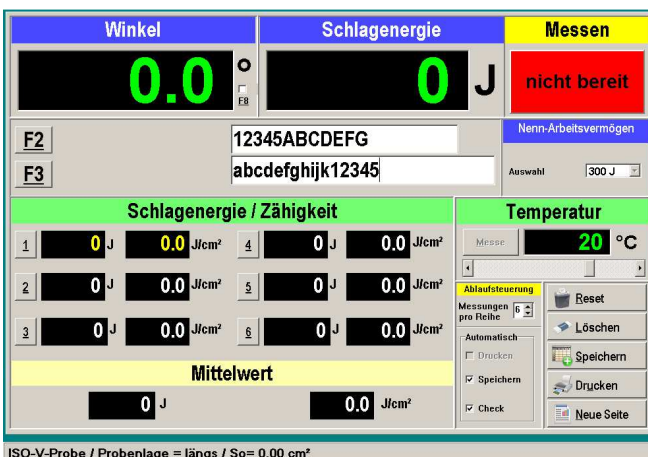 Winkel Schlagenergie Messen
0.0 ° F8 0 J nicht bereit
F2 12345ABCDEFG Nenn-Arbeitsvermögen
F3 abcdefghijk12345 Auswahl 300 J
Schlagenergie / Zähigkeit Temperatur
1 0 J 0.0 J/cm² 4 0 J 0.0 J/cm² Messe 20 °C
2 0 J 0.0 J/cm² 5 0 J 0.0 J/cm²
3 0 J 0.0 J/cm² 6 0 J 0.0 J/cm²
Mittelwert
0 J 0.0 J/cm²
Ablaufsteuerung
Messungen
pro Reihe 6
Automatisch
Drucken
Speichern
Check
Reset
Löschen
Speichern
Drucken
Neue Seite
ISO-V-Probe / Probenlage = längs / So= 0.00 cm²